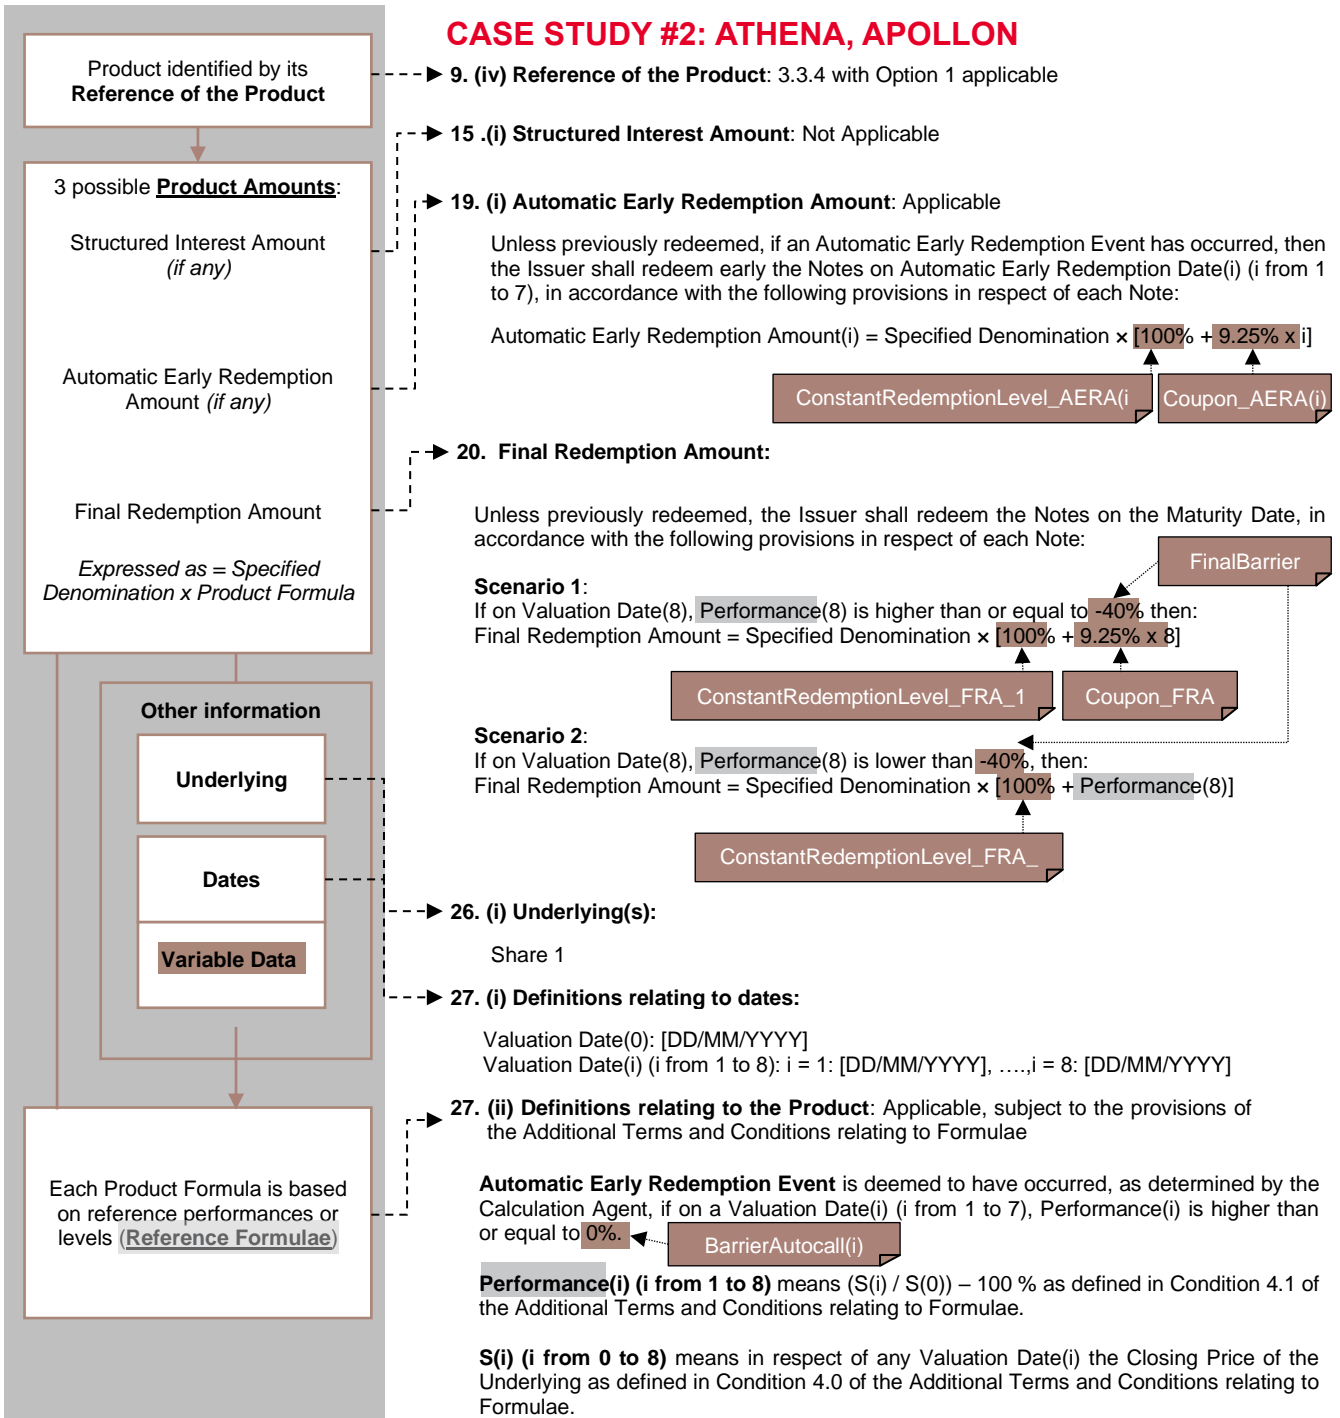 CASE STUDY #2: ATHENA, APOLLON
Product identified by its
Reference of the Product
3 possible Product Amounts:
Structured Interest Amount
(if any)
Automatic Early Redemption
Amount (if any)
Final Redemption Amount
Expressed as = Specified
Denomination x Product Formula
Other information
Underlying
Dates
Variable Data
Each Product Formula is based
on reference performances or
levels (Reference Formulae)
9. (iv) Reference of the Product: 3.3.4 with Option 1 applicable
15 .(i) Structured Interest Amount: Not Applicable
19. (i) Automatic Early Redemption Amount: Applicable
Unless previously redeemed, if an Automatic Early Redemption Event has occurred, then
the Issuer shall redeem early the Notes on Automatic Early Redemption Date(i) (i from 1
to 7), in accordance with the following provisions in respect of each Note:
Automatic Early Redemption Amount(i) = Specified Denomination × [100% + 9.25% x i]
ConstantRedemptionLevel_AERA(i
Coupon_AERA(i)
20. Final Redemption Amount:
Unless previously redeemed, the Issuer shall redeem the Notes on the Maturity Date, in
accordance with the following provisions in respect of each Note:
FinalBarrier
Scenario 1:
If on Valuation Date(8), Performance(8) is higher than or equal to -40% then:
Final Redemption Amount = Specified Denomination × [100% + 9.25% x 8]
ConstantRedemptionLevel_FRA_1
Coupon_FRA
Scenario 2:
If on Valuation Date(8), Performance(8) is lower than -40%, then:
Final Redemption Amount = Specified Denomination × [100% + Performance(8)]
ConstantRedemptionLevel_FRA_
26. (i) Underlying(s):
Share 1
27. (i) Definitions relating to dates:
Valuation Date(0): [DD/MM/YYYY]
Valuation Date(i) (i from 1 to 8): i = 1: [DD/MM/YYYY], ….,i = 8: [DD/MM/YYYY]
27. (ii) Definitions relating to the Product: Applicable, subject to the provisions of
the Additional Terms and Conditions relating to Formulae
Automatic Early Redemption Event is deemed to have occurred, as determined by the
Calculation Agent, if on a Valuation Date(i) (i from 1 to 7), Performance(i) is higher than
or equal to 0%.
BarrierAutocall(i)
Performance(i) (i from 1 to 8) means (S(i) / S(0)) – 100 % as defined in Condition 4.1 of
the Additional Terms and Conditions relating to Formulae.
S(i) (i from 0 to 8) means in respect of any Valuation Date(i) the Closing Price of the
Underlying as defined in Condition 4.0 of the Additional Terms and Conditions relating to
Formulae.